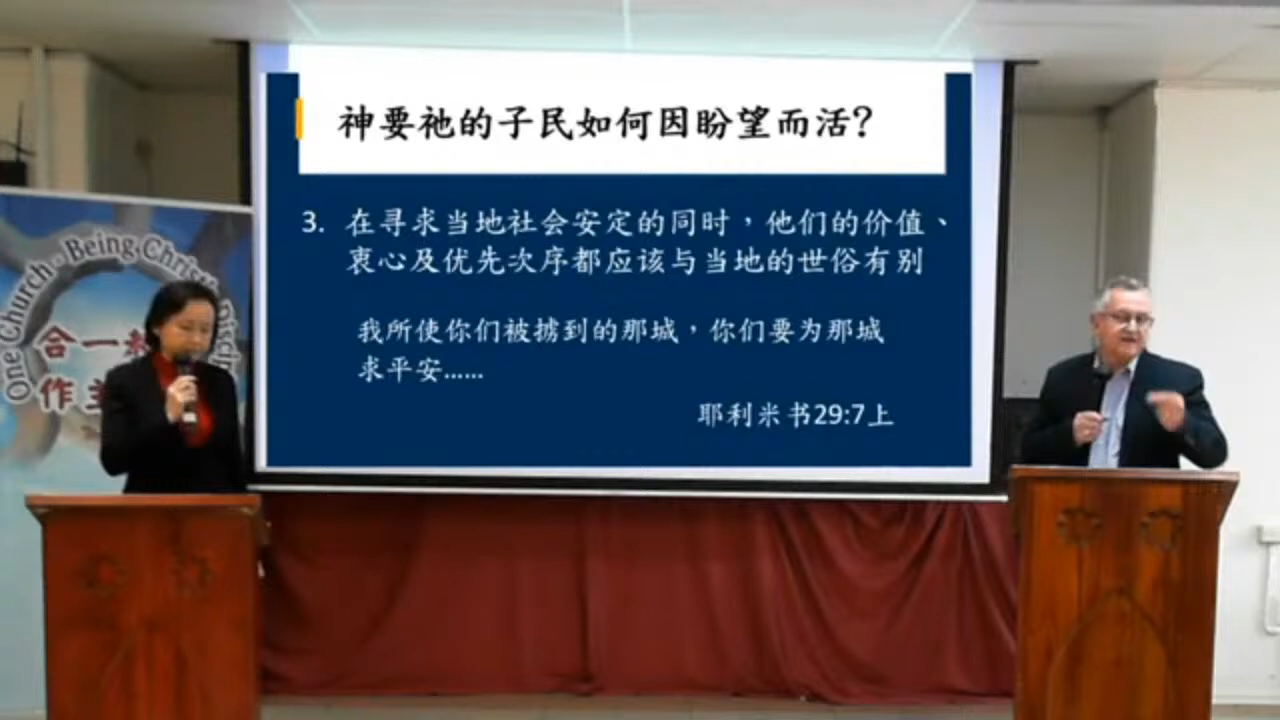 神要祂的子民如何因盼望而活？
3. 在寻求当地社会安定的同时，他们的价值、
衷心及优先次序都应该与当地的世俗有别
我所使你们被掳到的那城，你们要为那城
求平安……
耶利米书29:7上
One Church - Being Christ's
合一
作主